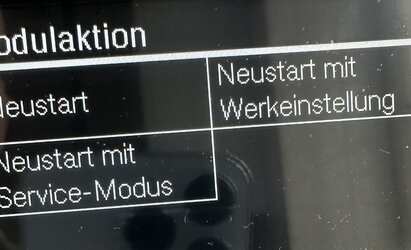 odulaktion
Neustart
Neustart mit
Werkeinstellung
Neustart mit
Service-Modus